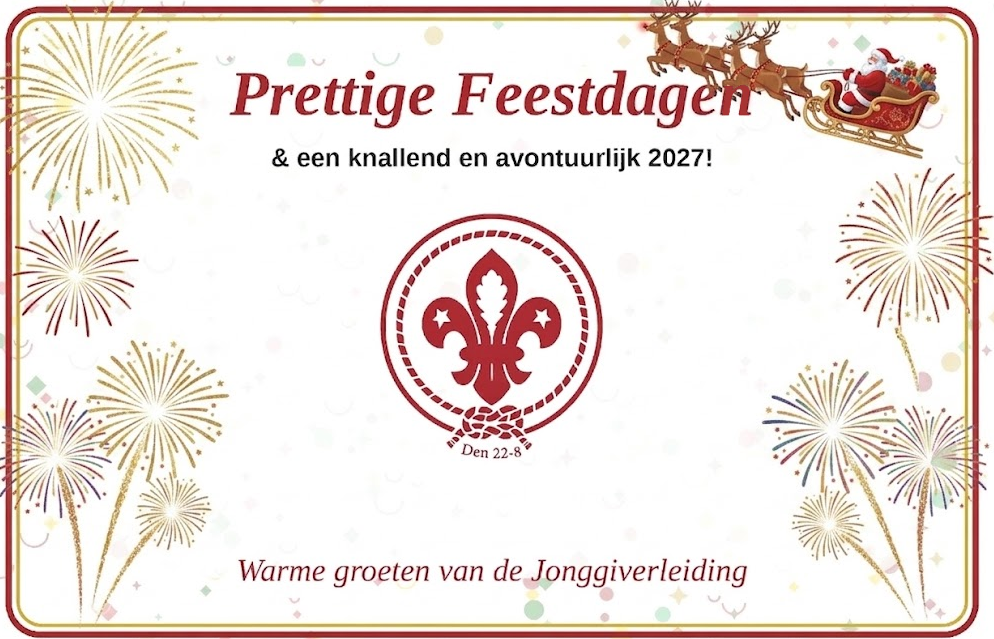 Prettige Feestdagen
& een knallend en avontuurlijk 2027!
Den 22-8
Warme groeten van de Jonggiverleiding